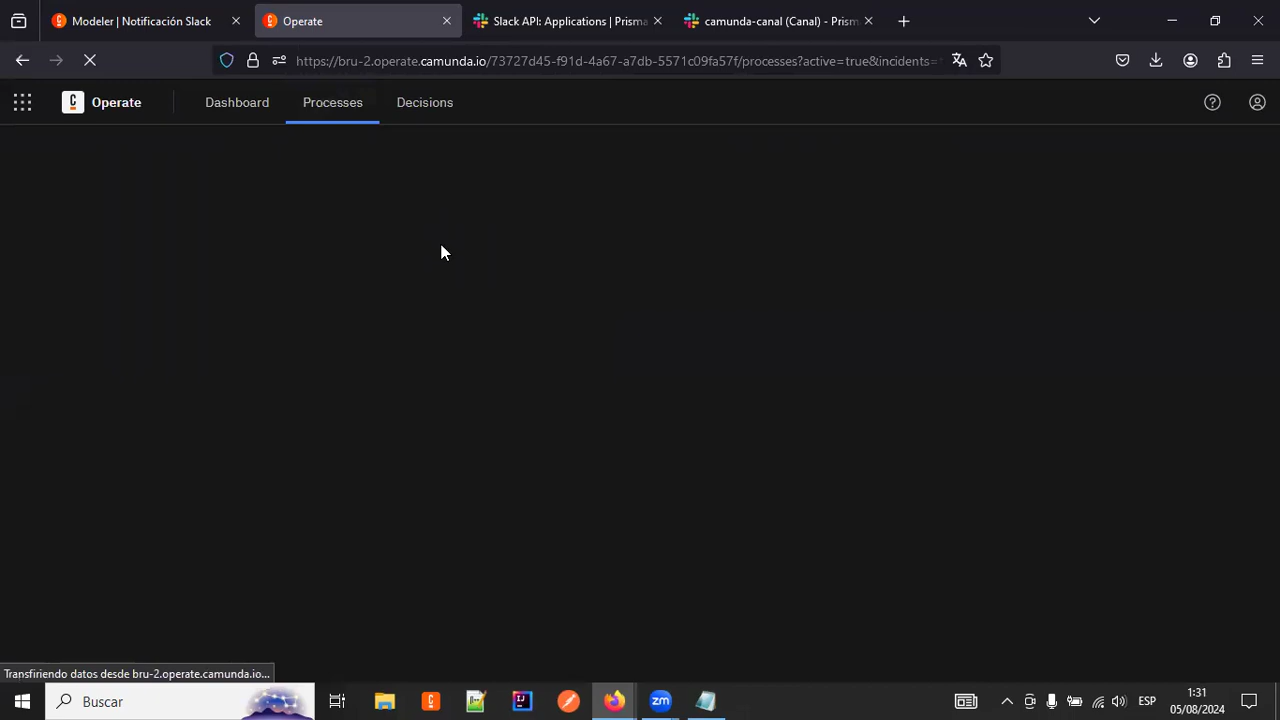 Modeler | Notificación Slack
Operate
Slack API: Applications | Prisma
camunda-canal (Canal) - Prism
https://bru-2.operate.camunda.io/73727d45-f91d-4a67-a7db-5571c09fa57f/processes?active=true&incidents=
Operate
Dashboard
Processes
Decisions
Transfiriendo datos desde bru-2.operate.camunda.io...
Buscar
zm
ESP
1:31
05/08/2024